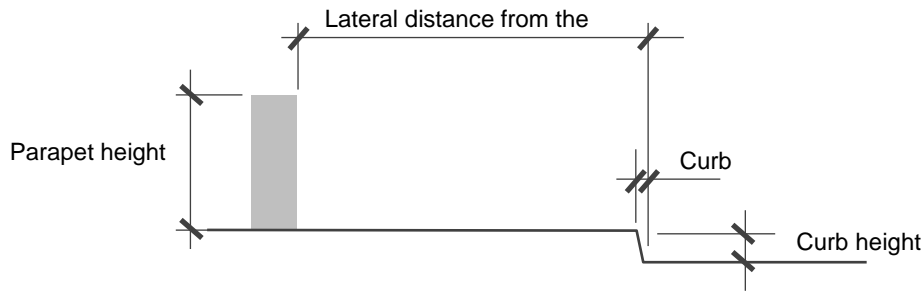 Lateral distance from the
Parapet height
Curb
Curb height